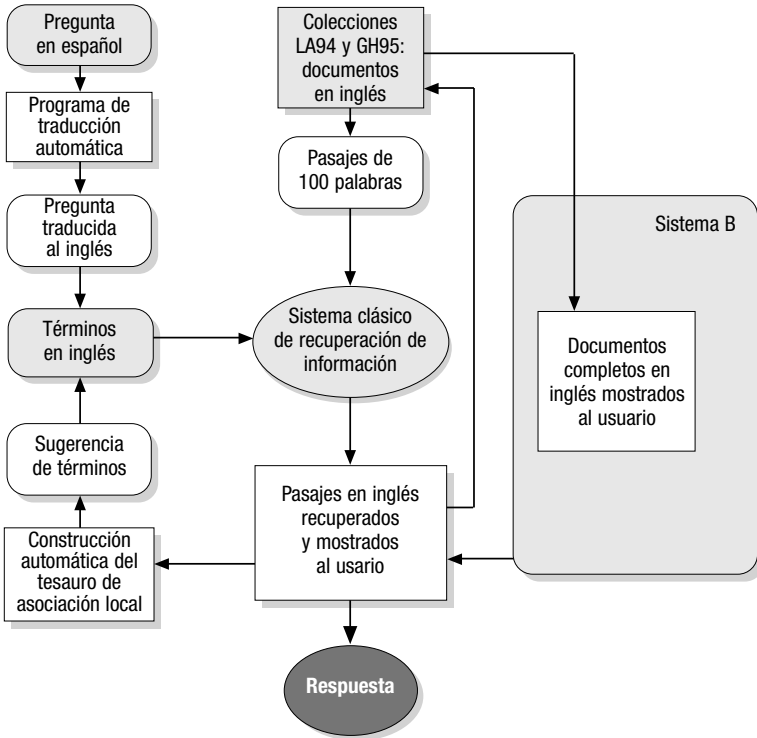 Pregunta
en español
Programa de
traducción
automática
Pregunta
traducida
al inglés
Términos
en inglés
Sugerencia
de términos
Construcción
automática del
tesauro de
asociación local
Colecciones
LA94 y GH95:
documentos
en inglés
Pasajes de
100 palabras
Sistema clásico
de recuperación de
información
Pasajes en inglés
recuperados
y mostrados
al usario
Respuesta
Sistema B
Documentos
completos en
inglés mostrados
al usuario